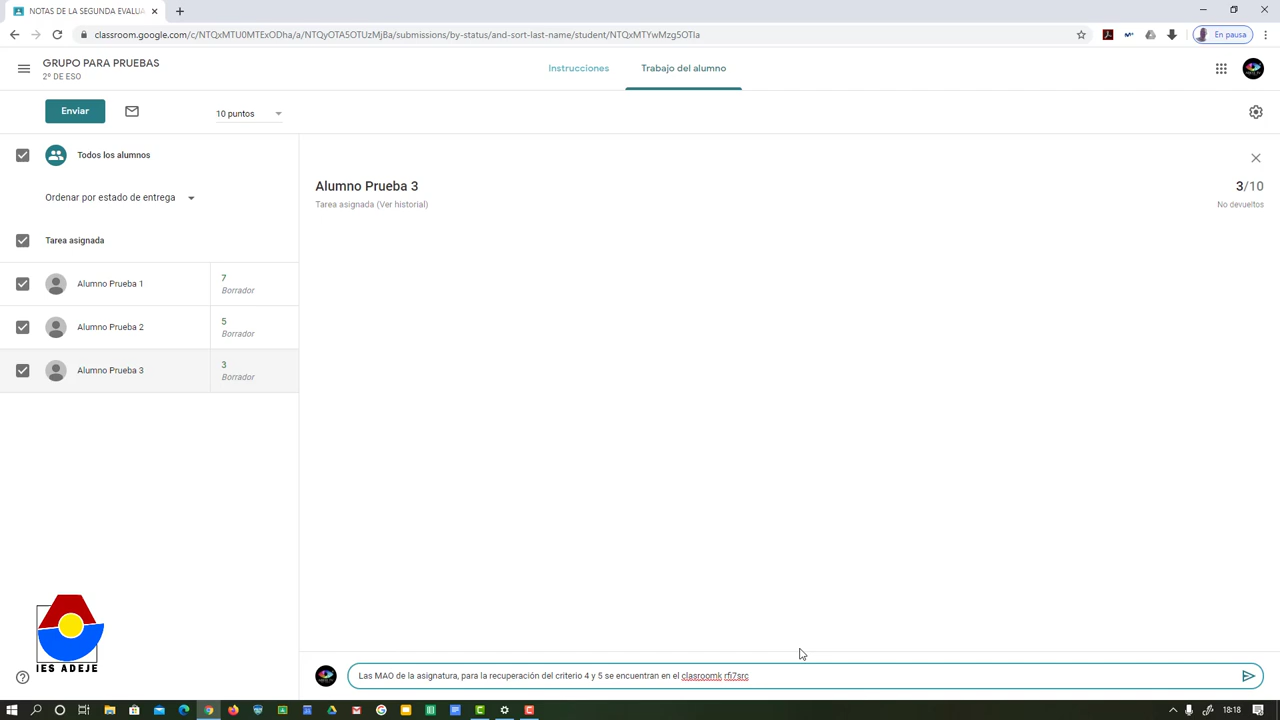 NOTAS DE LA SEGUNDA EVALUA
classroom.google.com/c/NTQxMTU0MTExODha/a/NTQyOTA5OTUzMjBa/submissions/by-status/and-sort-last-name/student/NTQxMTYwMzg5OTIa
En pausa
GRUPO PARA PRUEBAS
2º DE ESO
Instrucciones
Trabajo del alumno
Enviar
10 puntos
Todos los alumnos
Ordenar por estado de entrega
Tarea asignada
Alumno Prueba 1
7
Borrador
Alumno Prueba 2
5
Borrador
Alumno Prueba 3
3
Borrador
Alumno Prueba 3
3/10
Tarea asignada (Ver historial)
No devueltos
IES ADEJE
Las MAO de la asignatura, para la recuperación del criterio 4 y 5 se encuentran en el clasroomk rfi7src
18:18